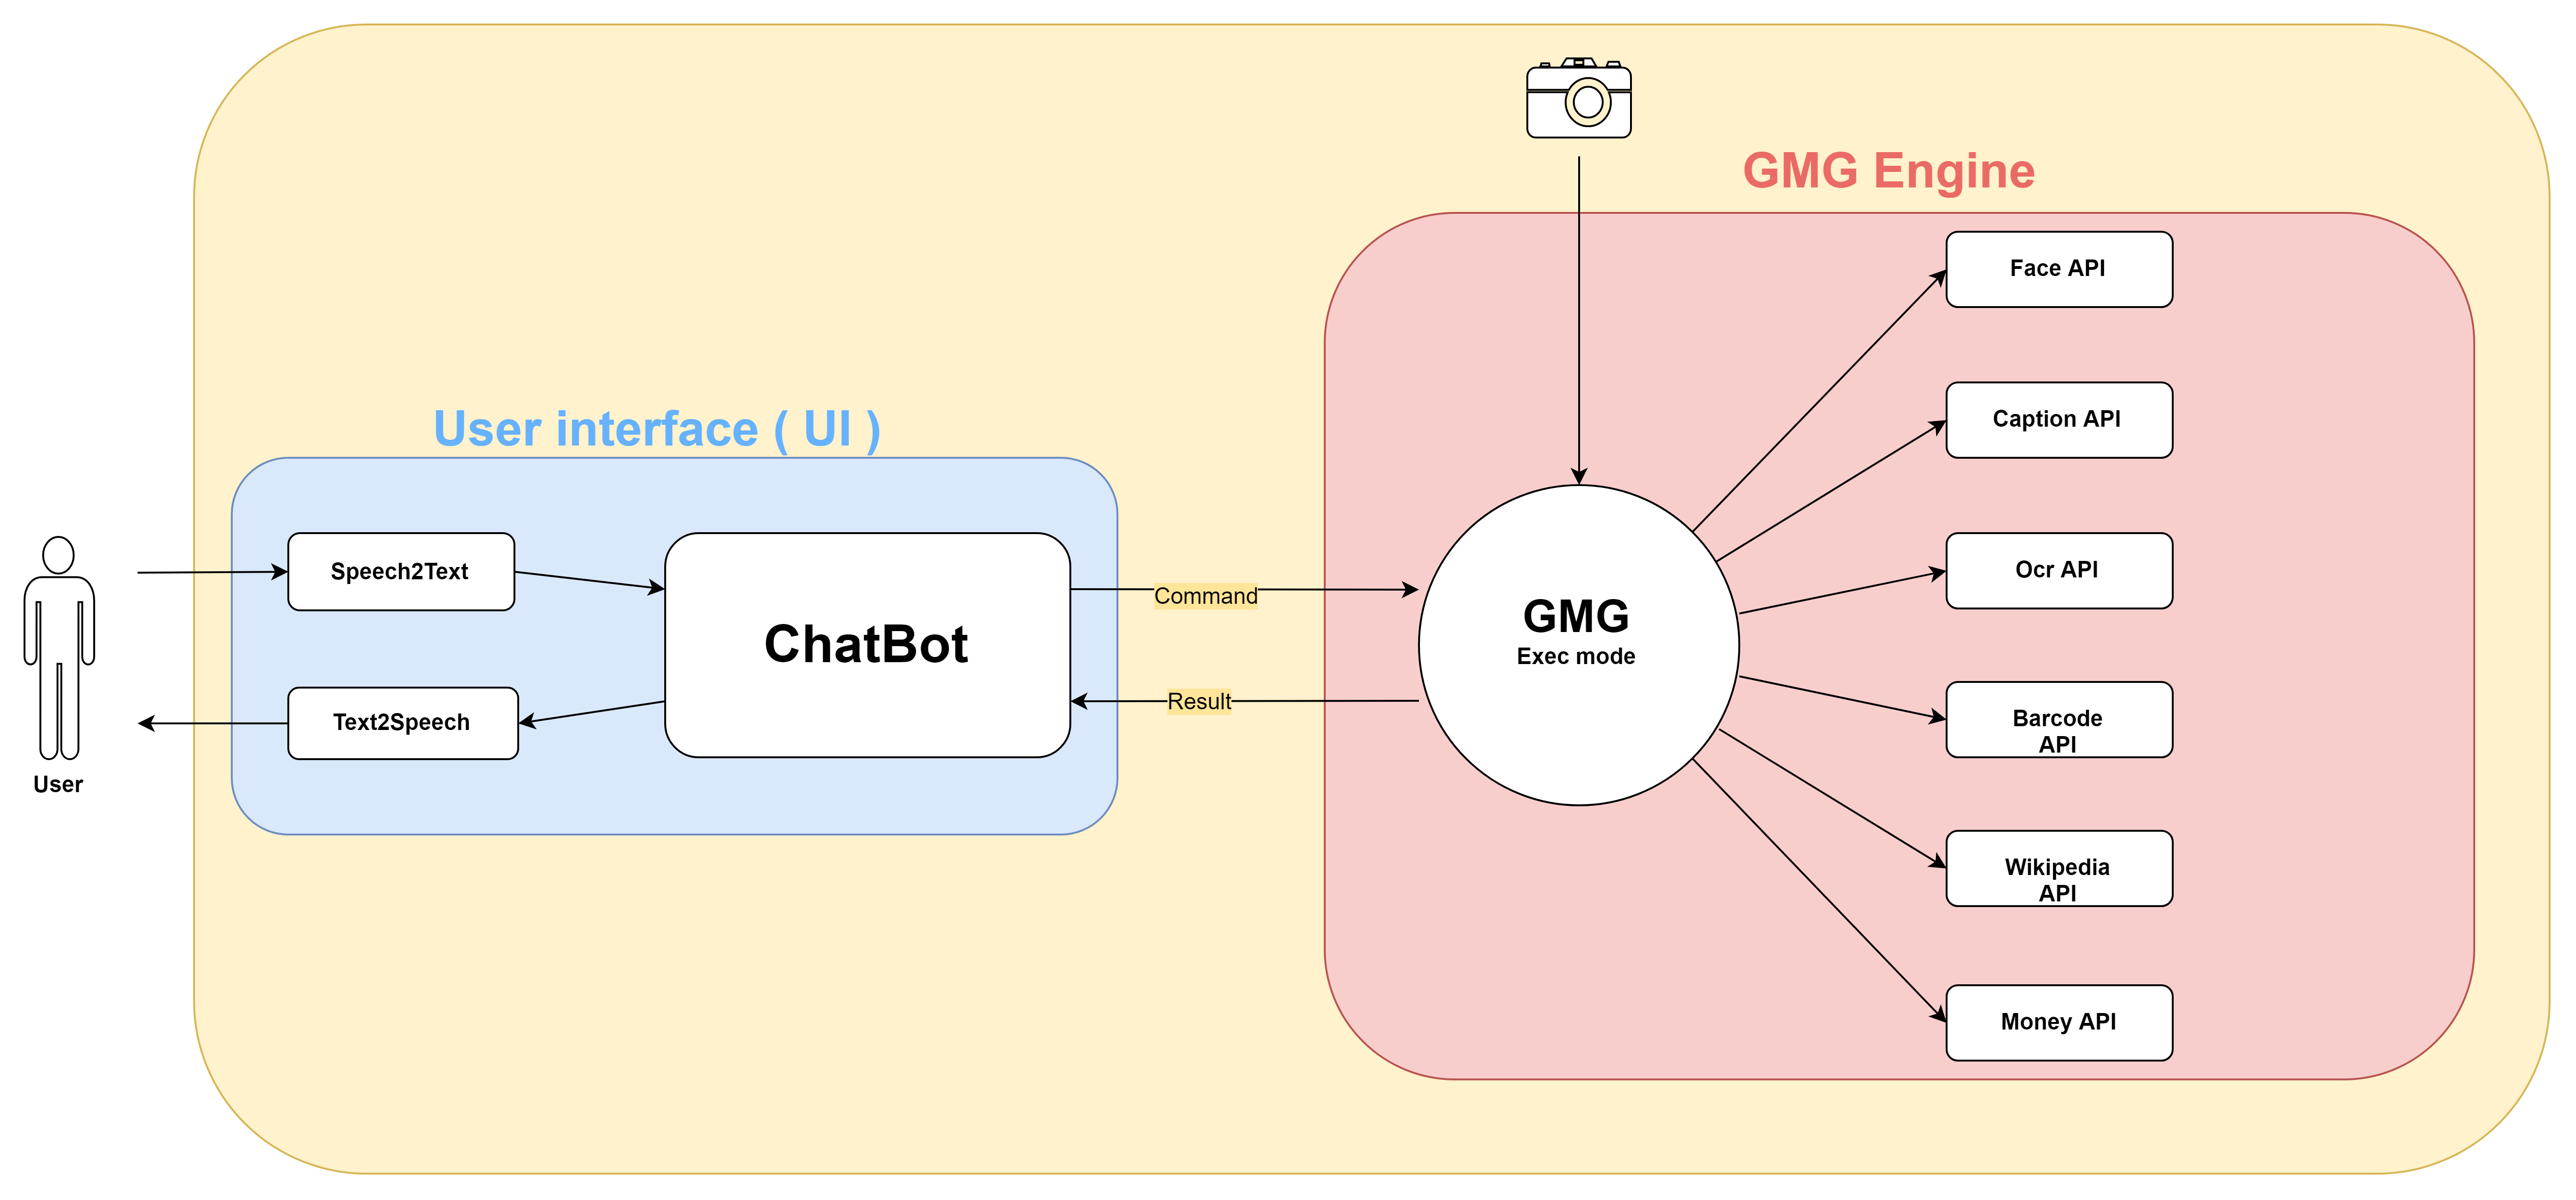 GMG Engine
Face API
Caption API
User interface ( UI )
Speech2Text
Ocr API
Command
ChatBot
GMG
Exec mode
Result
Text2Speech
Barcode
API
User
Wikipedia
API
Money API